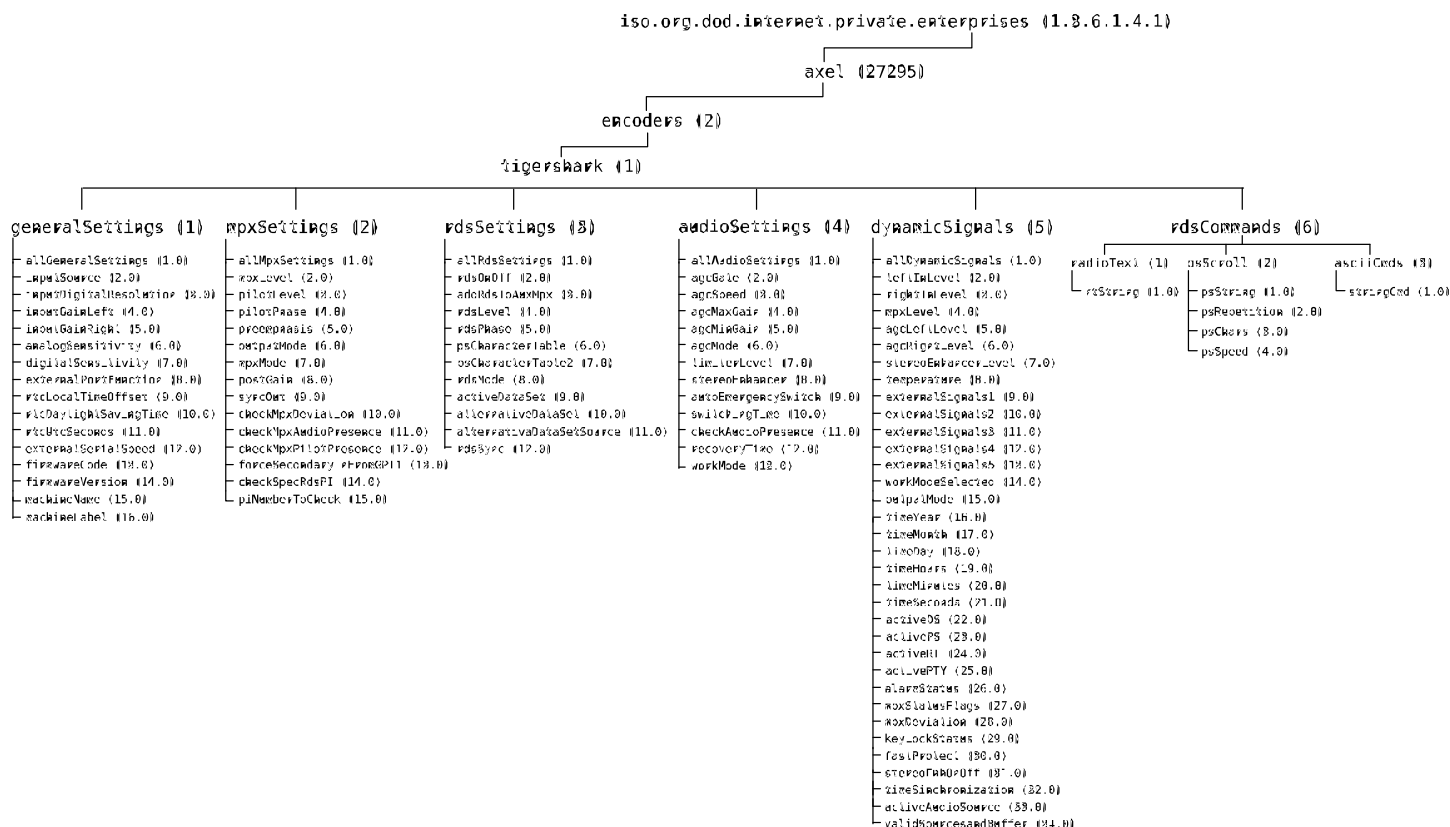 iso.org.dod.internet.private.enterprises (1.3.6.1.4.1)
axel (27295)
encoders (2)
tigershark (1)
generalSettings (1)
allGeneralSettings (1.0)
inputSource (2.0)
inputDigitalResolution (3.0)
inputGainLeft (4.0)
inputGainRight (5.0)
analogSensitivity (6.0)
digitalSensitivity (7.0)
externalPortFunction (8.0)
rtcLocalTimeOffset (9.0)
rtcDaylightSavingTime (10.0)
rtcUtcSeconds (11.0)
externalSerialSpeed (12.0)
firmwareCode (13.0)
firmwareVersion (14.0)
machineName (15.0)
machineLabel (16.0)
mpxSettings (2)
allMpxSettings (1.0)
mpxLevel (2.0)
pilotLevel (3.0)
pilotPhase (4.0)
preemphasis (5.0)
outputMode (6.0)
mpxMode (7.0)
postGain (8.0)
syncOut (9.0)
checkMpxDeviation (10.0)
checkMpxAudioPresence (11.0)
checkMpxPilotPresence (12.0)
(13.0)
checkSpecRdsPI (14.0)
piNumberToCheck (15.0)
rdsSettings (3)
allRdsSettings (1.0)
rdsOnOff (2.0)
addRdsToAuxMpx (3.0)
rdsLevel (4.0)
rdsPhase (5.0)
psCharacterTable (6.0)
psCharacterTable2 (7.0)
rdsMode (8.0)
activeDataSet (9.0)
alternativeDataSet (10.0)
alternativaDataSetSource (11.0)
rdsSync (12.0)
audioSettings (4)
allAudioSettings (1.0)
agcGate (2.0)
agcSpeed (3.0)
agcMaxGain (4.0)
agcMinGain (5.0)
agcMode (6.0)
limiterLevel (7.0)
stereoEnhancer (8.0)
autoEmergencySwitch (9.0)
switchingTime (10.0)
checkAudioPresence (11.0)
recoveryTime (12.0)
workMode (13.0)
dynamicSignals (5)
allDynamicSignals (1.0)
leftInLevel (2.0)
rightInLevel (3.0)
mpxLevel (4.0)
agcLeftLevel (5.0)
agcRightLevel (6.0)
stereoEnhancerLevel (7.0)
temperature (8.0)
externalSignals1 (9.0)
externalSignals2 (10.0)
externalSignals3 (11.0)
externalSignals4 (12.0)
externalSignals5 (13.0)
workModeSelected (14.0)
outputMode (15.0)
timeYear (16.0)
timeMonth (17.0)
timeDay (18.0)
timeHours (19.0)
timeMinutes (20.0)
timeSeconds (21.0)
activeDS (22.0)
activePS (23.0)
activeRT (24.0)
activePTY (25.0)
alarmStatus (26.0)
mpxStatusFlags (27.0)
mpxDeviation (28.0)
keyLockStatus (29.0)
fastProtect (30.0)
stereoEnhOnOff (31.0)
timeSinchronization (32.0)
activeAudioSource (33.0)
validSourcesandBuffer (34.0)
rdsCommands (6)
radioText (1)
rtString (1.0)
psScroll (2)
psString (1.0)
psRepetition (2.0)
psChars (3.0)
psSpeed (4.0)
asciiCmds (3)
stringCmd (1.0)